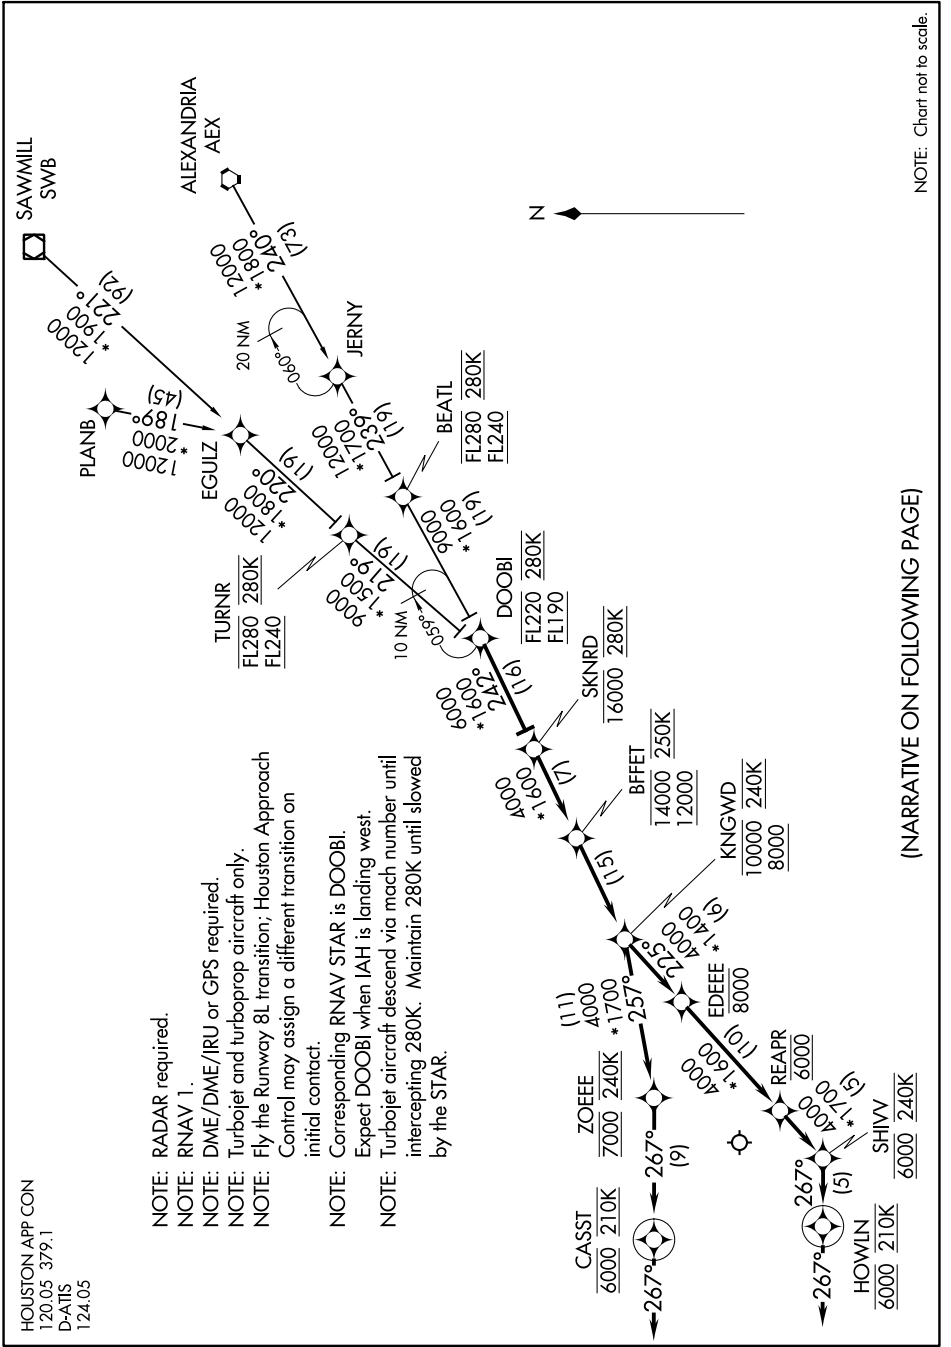 HOUSTON APP CON
120.05 379.1
D-ATIS
124.05
NOTE: RADAR required.
NOTE: RNAV 1.
NOTE: DME/DME/IRU or GPS required.
NOTE: Turbojet and turboprop aircraft only.
NOTE: Fly the Runway 8L transition; Houston Approach
Control may assign a different transition on
initial contact.
NOTE: Corresponding RNAV STAR is DOOBI.
Expect DOOBI when IAH is landing west.
NOTE: Turbojet aircraft descend via mach number until
intercepting 280K. Maintain 280K until slowed
by the STAR.
SAWMILL
SWB
12000
*1900
221°
(92)
PLANB
12000
*2000
189°
(45)
EGULZ
12000
*1800
220°
(19)
TURNR
FL280 280K
FL240
9000
*1500
219°
(19)
ALEXANDRIA
AEX
12000
*1800
240°
(73)
20 NM
060°
JERNY
12000
*1700
239°
(19)
BEATL
FL280 280K
FL240
9000
*1600
(19)
10 NM
059°
DOOBI
FL220 280K
FL190
6000
*1600
242°
(16)
SKNRD
16000 280K
4000
*1600
(7)
BFFET
14000 250K
12000
(15)
KNGWD
10000 240K
8000
(11)
4000
*1700
257°
ZOEEE
7000 240K
267°
(9)
CASST
6000 210K
267°
225°
4000
*1400
(6)
EDEEE
8000
4000
*1600
(10)
REAPR
6000
4000
*1700
(5)
SHIVV
6000 240K
267°
(5)
HOWLN
6000 210K
267°
N
(NARRATIVE ON FOLLOWING PAGE)
NOTE: Chart not to scale.